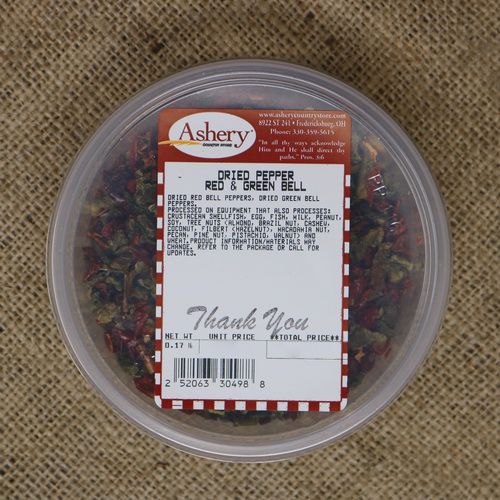 Ashery
COUNTRY STORE
www.asherycountrystore.com
8922 ST 241 • Fredericksburg, OH
Phone: 330-359-5615
"In all thy ways acknowledge
Him and He shall direct thy
paths." Prov. 3:6
DRIED PEPPER
RED & GREEN BELL
DRIED RED BELL PEPPERS, DRIED GREEN BELL
PEPPERS.
PROCESSED ON EQUIPMENT THAT ALSO PROCESSES:
CRUSTACEAN SHELLFISH, EGG, FISH, MILK, PEANUT,
SOY, TREE NUTS (ALMOND, BRAZIL NUT, CASHEW,
COCONUT, FILBERT (HAZELNUT), MACADAMIA NUT,
PECAN, PINE NUT, PISTACHIO, WALNUT) AND
WHEAT.PRODUCT INFORMATION/MATERIALS MAY
CHANGE. REFER TO THE PACKAGE OR CALL FOR
UPDATES.
Thank You
NET WT UNIT PRICE **TOTAL PRICE**
0.17 lb
2 52063 30498 8